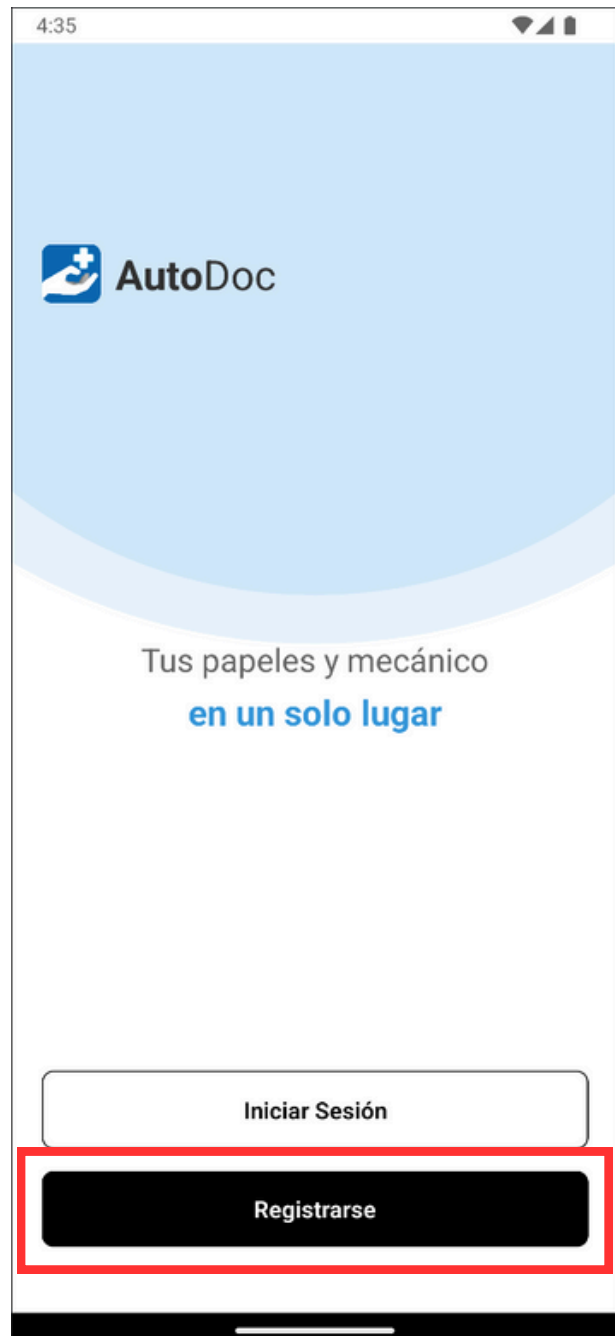 4:35
AutoDoc
Tus papeles y mecánico
en un solo lugar
Iniciar Sesión
Registrarse